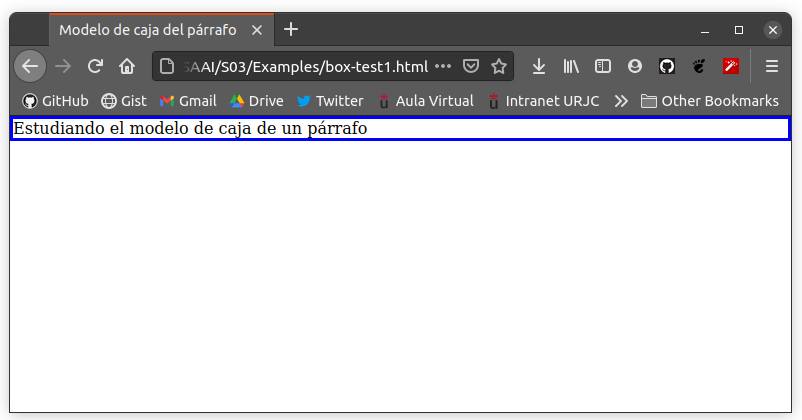 Modelo de caja del párrafo
SAAI/S03/Examples/box-test1.html
GitHub Gist Gmail Drive Twitter Aula Virtual Intranet URJC Other Bookmarks
Estudiando el modelo de caja de un párrafo